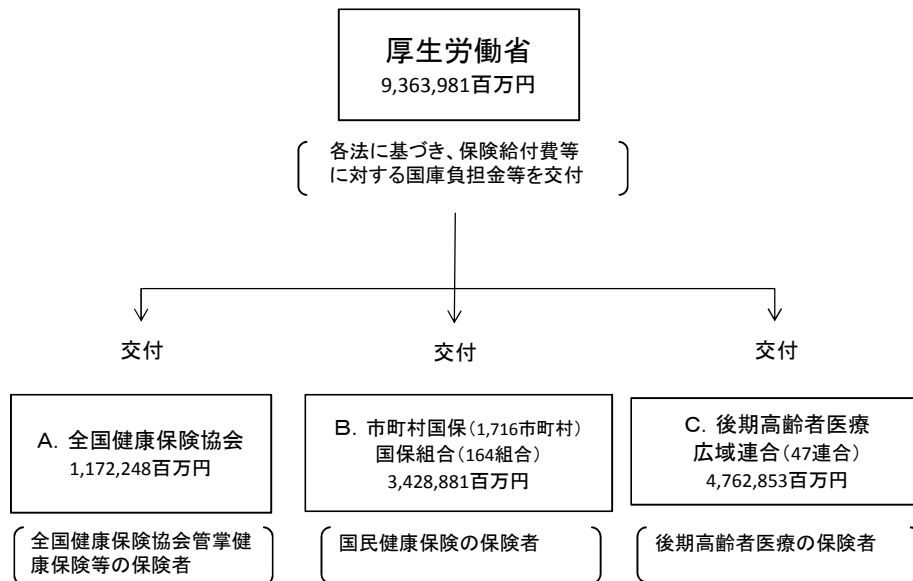 厚生労働省
9,363,981百万円
各法に基づき、保険給付費等
に対する国庫負担金等を交付
交付
交付
交付
A. 全国健康保険協会
1,172,248百万円
B. 市町村国保(1,716市町村)
国保組合(164組合)
3,428,881百万円
C. 後期高齢者医療
広域連合(47連合)
4,762,853百万円
全国健康保険協会管掌健
康保険等の保険者
国民健康保険の保険者
後期高齢者医療の保険者